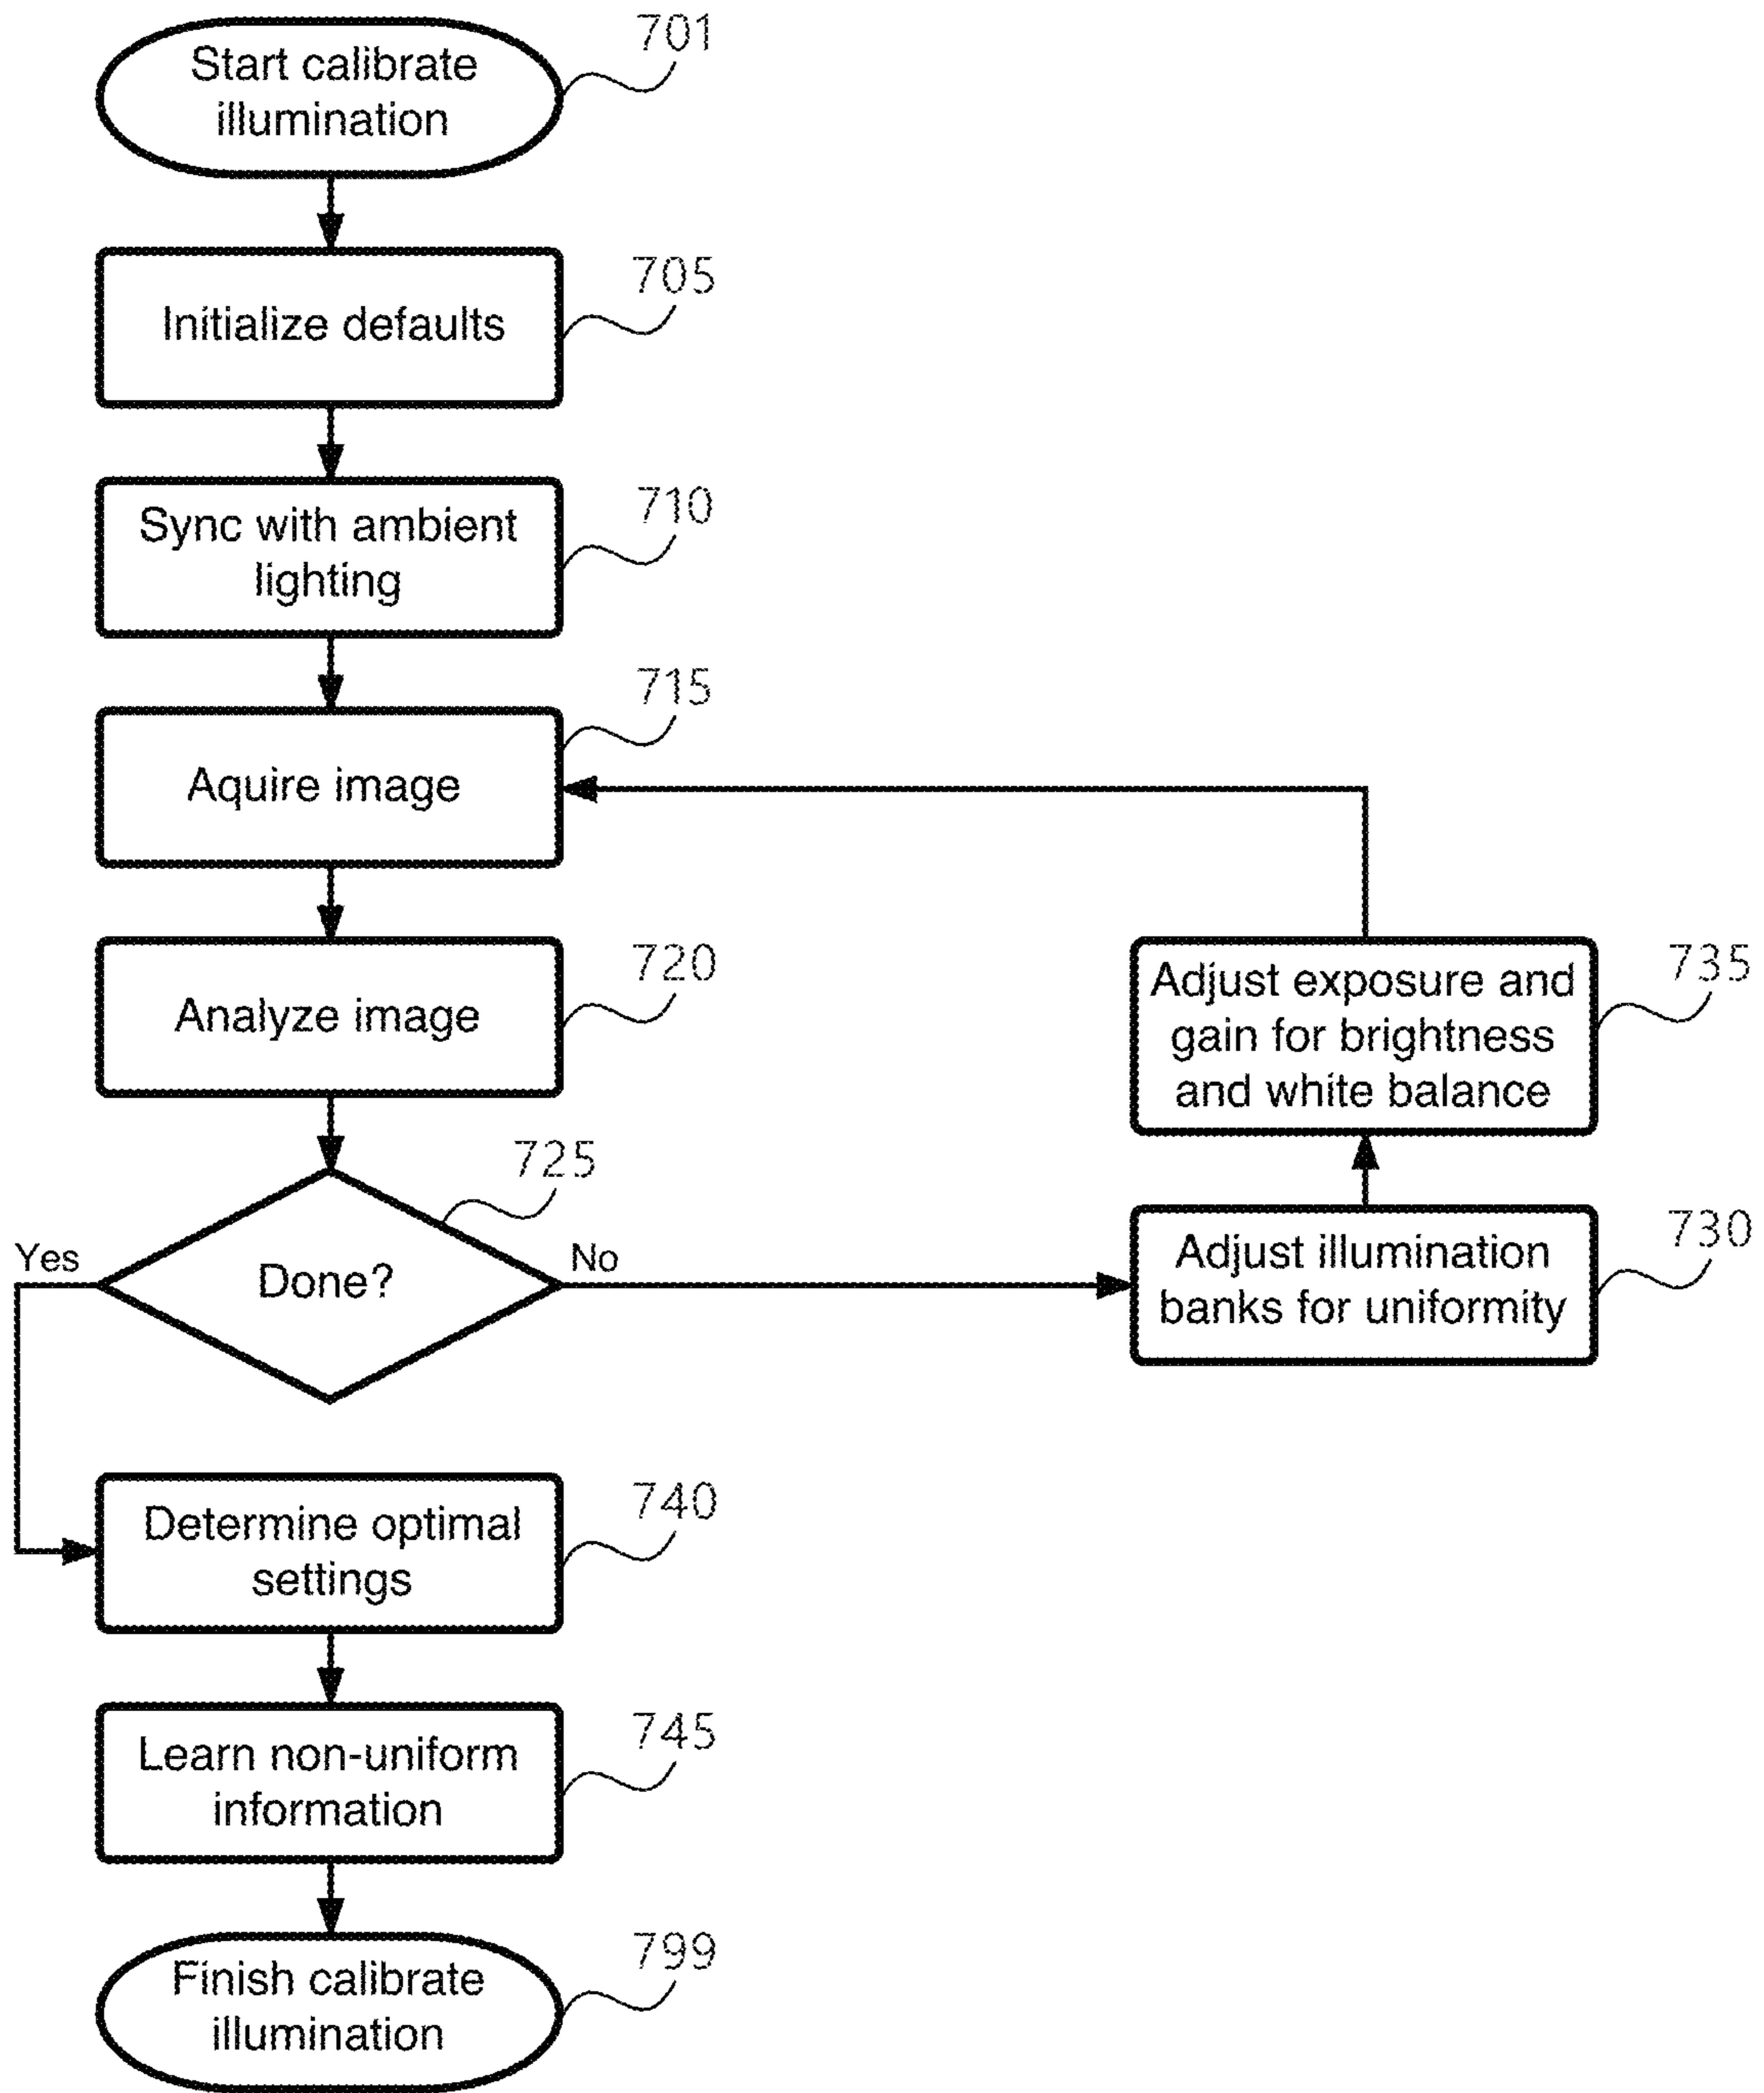 Start calibrate
illumination
701
Initialize defaults
705
Sync with ambient
lighting
710
Aquire image
715
Analyze image
720
Done?
725
Yes
No
Adjust illumination
banks for uniformity
730
Adjust exposure and
gain for brightness
and white balance
735
Determine optimal
settings
740
Learn non-uniform
information
745
Finish calibrate
illumination
799